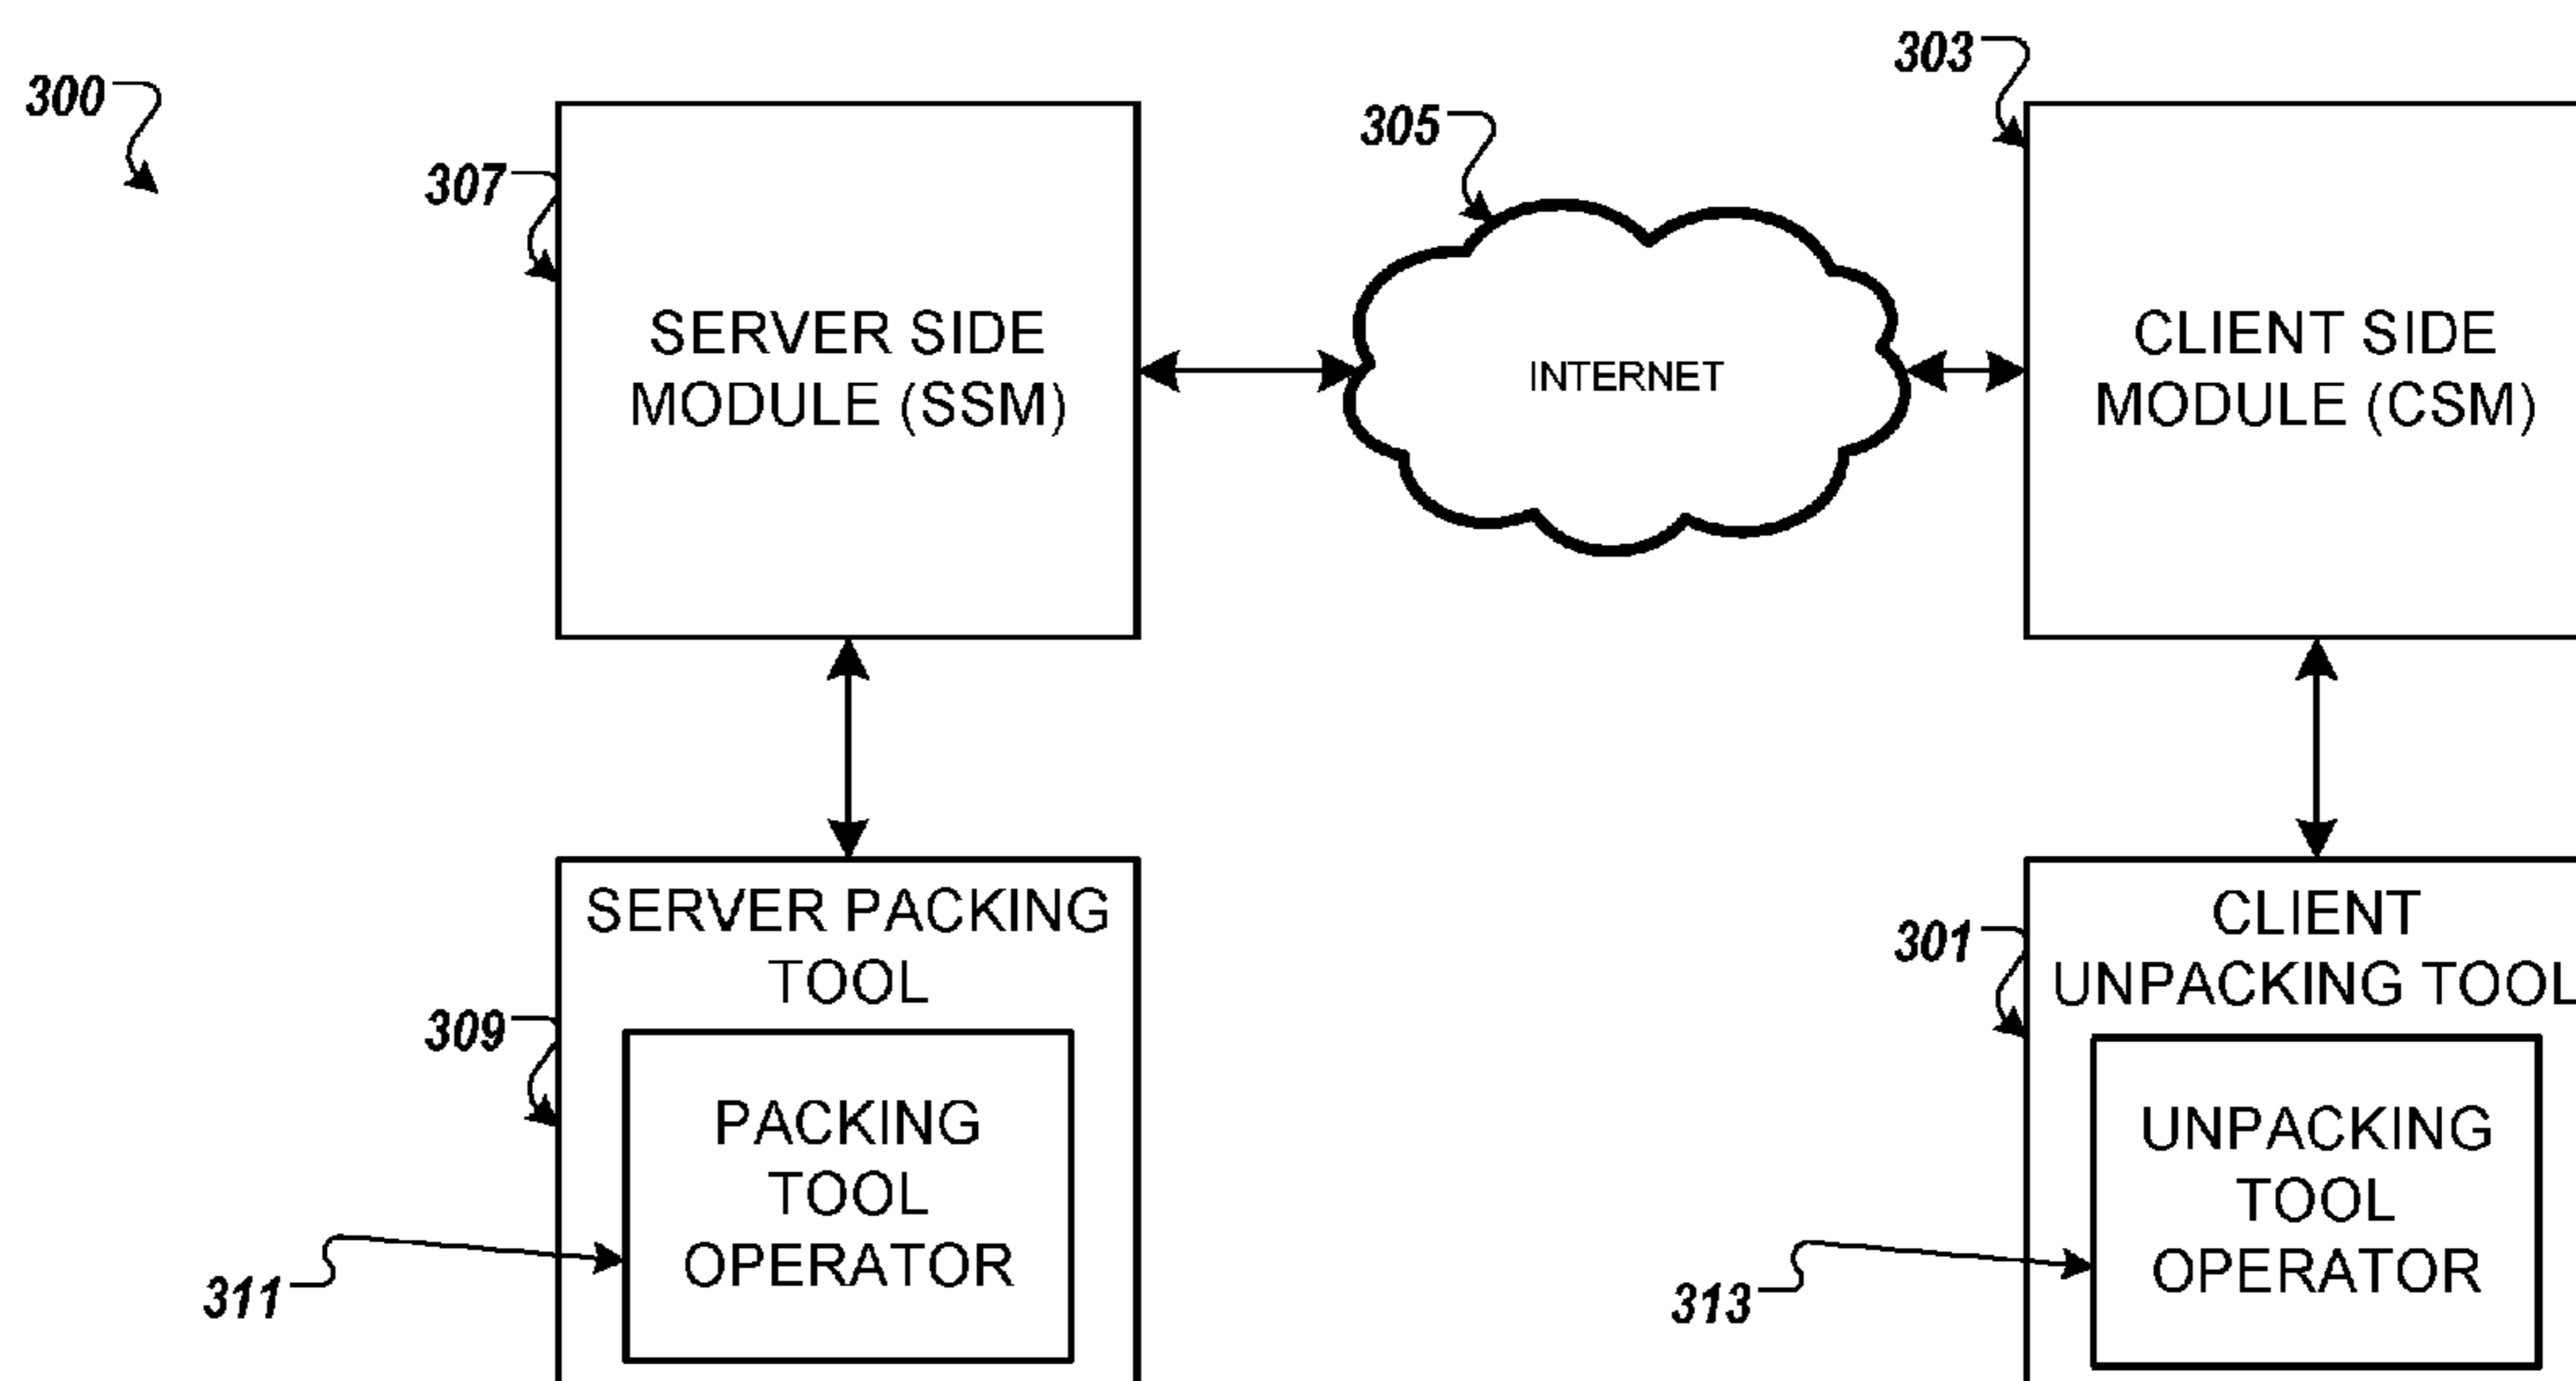 300
307
SERVER SIDE
MODULE (SSM)
305
INTERNET
303
CLIENT SIDE
MODULE (CSM)
SERVER PACKING
TOOL
309
PACKING
TOOL
OPERATOR
311
301
CLIENT
UNPACKING TOOL
UNPACKING
TOOL
OPERATOR
313